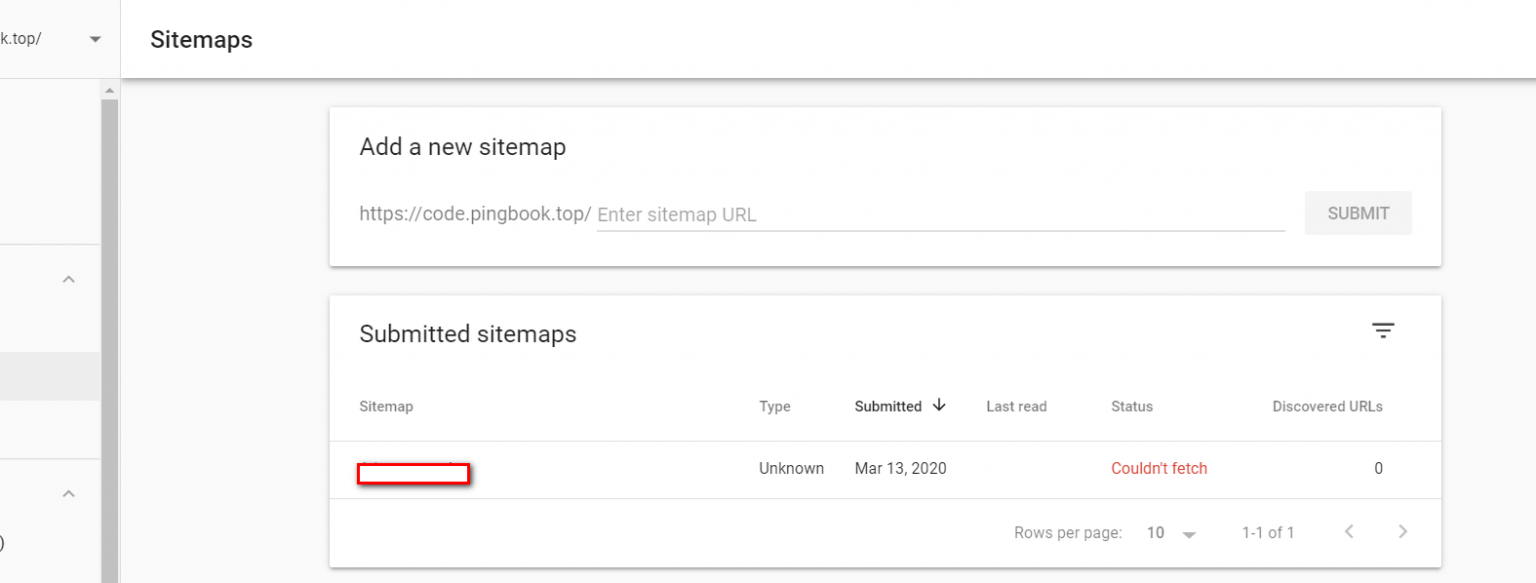 k.top/
Sitemaps
Add a new sitemap
https://code.pingbook.top/ Enter sitemap URL
SUBMIT
Submitted sitemaps
Sitemap Type Submitted Last read Status Discovered URLs
Unknown Mar 13, 2020 Couldn't fetch 0
)
Rows per page: 10 1-1 of 1